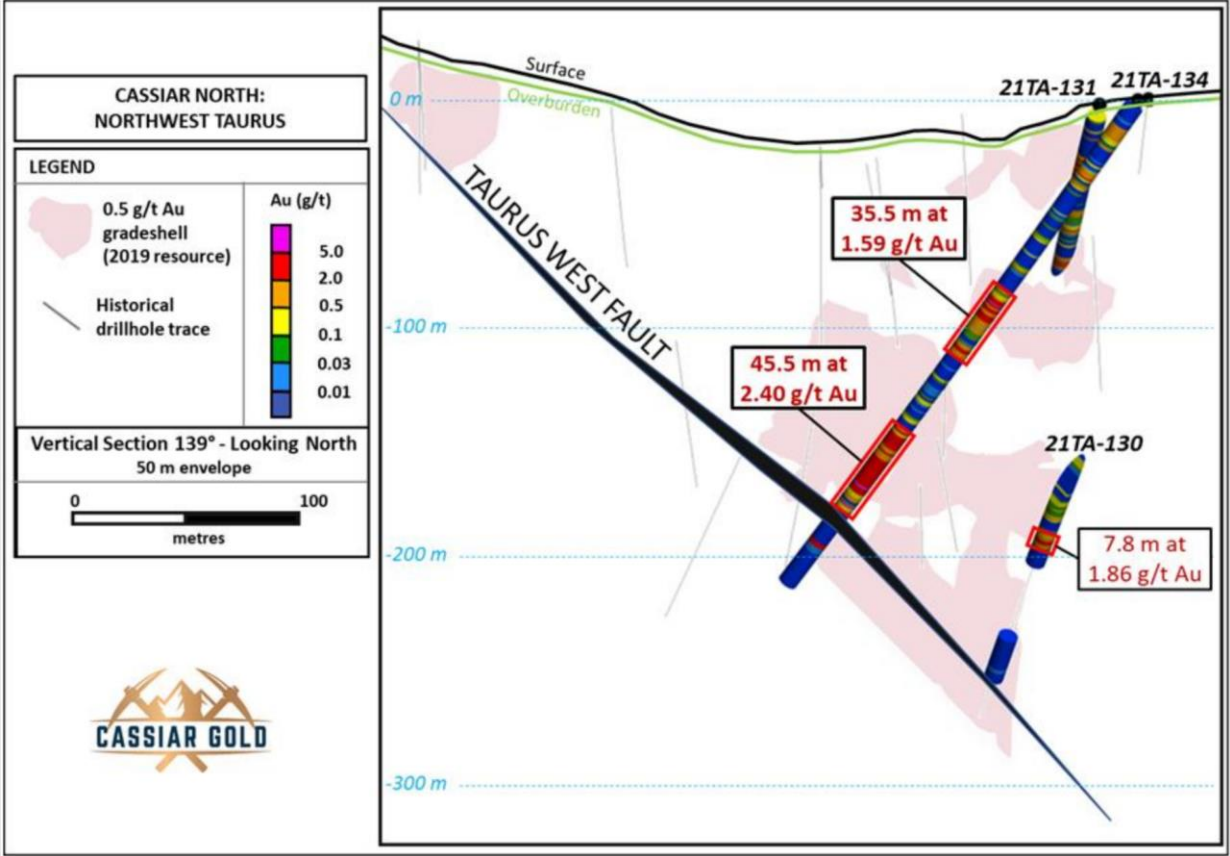 CASSIAR NORTH:
NORTHWEST TAURUS
LEGEND
0.5 g/t Au
gradeshell
(2019 resource)
Historical
drillhole trace
Au (g/t)
5.0
2.0
0.5
0.1
0.03
0.01
Vertical Section 139° - Looking North
50 m envelope
0 100
metres
CASSIAR GOLD
Surface
Overburden
0 m
21TA-131
21TA-134
TAURUS WEST FAULT
35.5 m at
1.59 g/t Au
-100 m
45.5 m at
2.40 g/t Au
21TA-130
-200 m
7.8 m at
1.86 g/t Au
-300 m